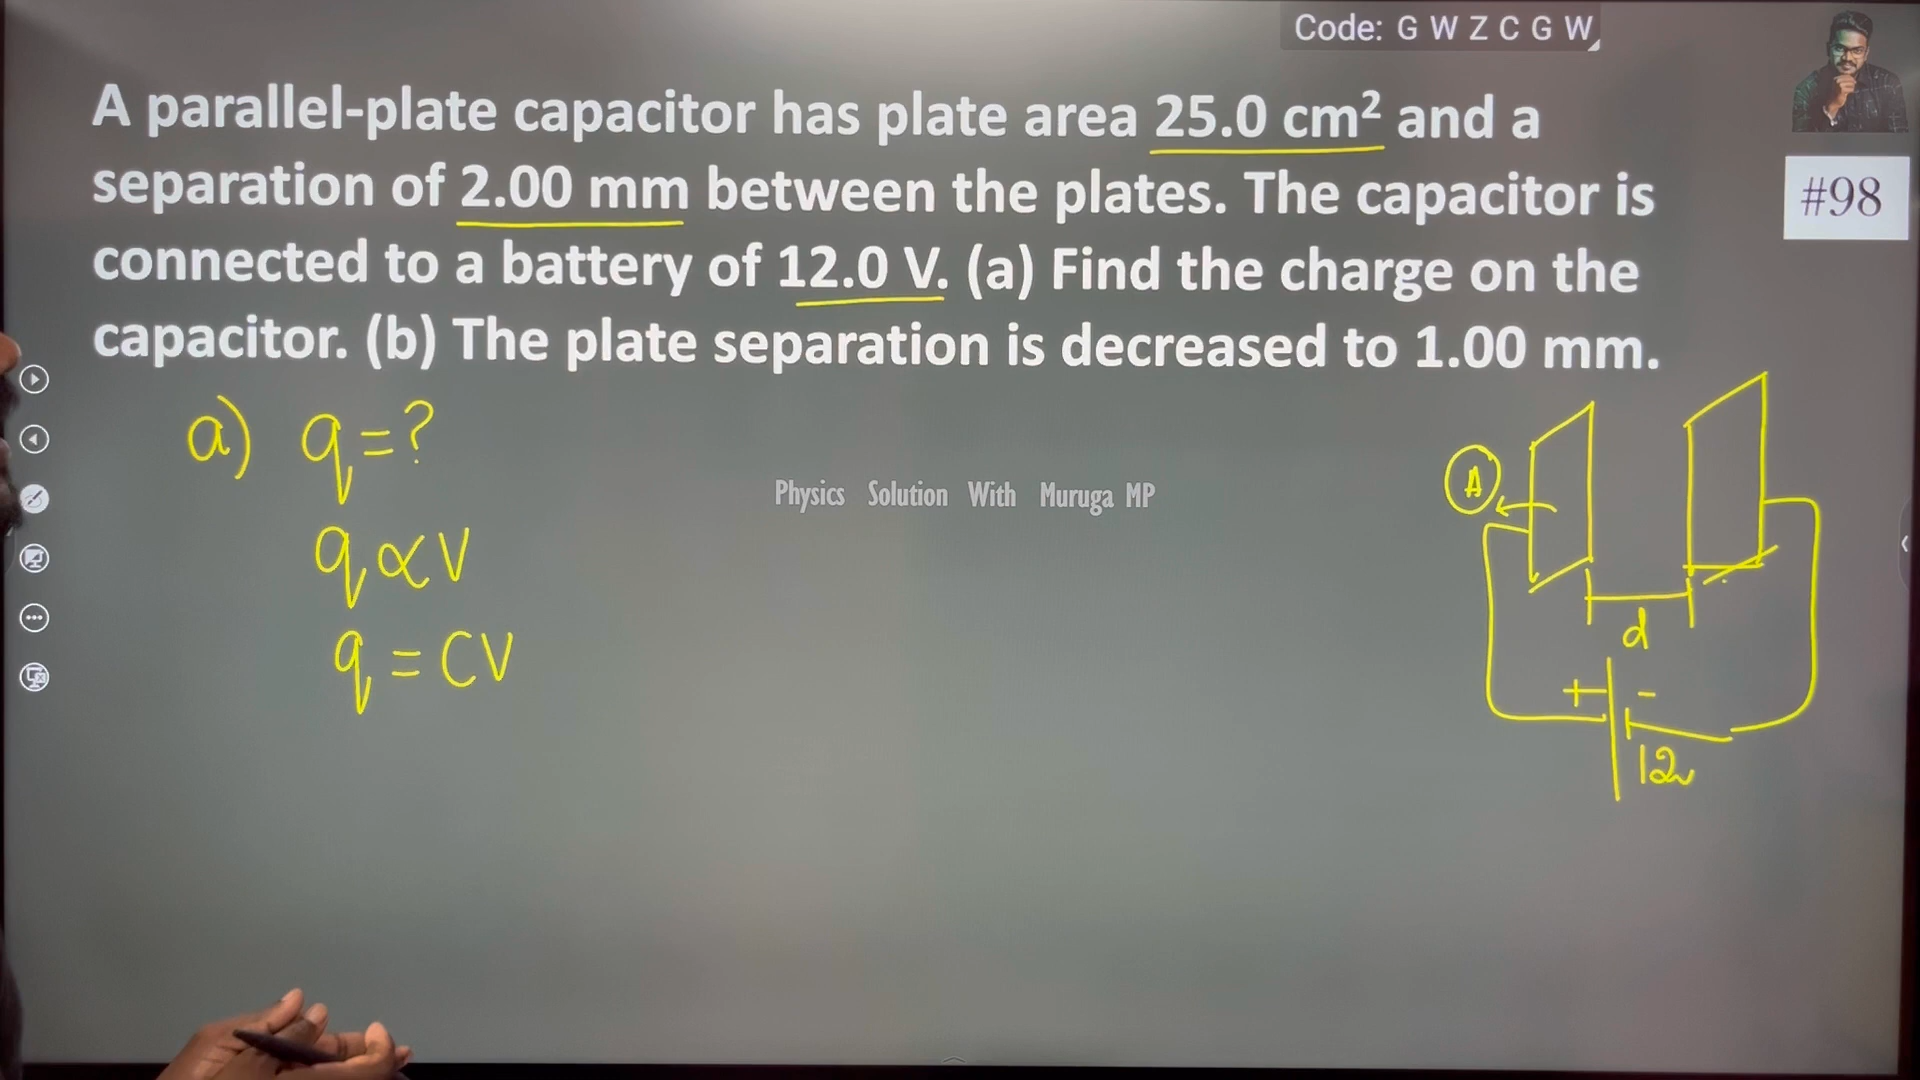 Code: G W Z C G W
A parallel-plate capacitor has plate area 25.0 cm² and a
separation of 2.00 mm between the plates. The capacitor is
connected to a battery of 12.0 V. (a) Find the charge on the
capacitor. (b) The plate separation is decreased to 1.00 mm.
#98
a) q = ?
q ∝ V
q = CV
Physics Solution With Muruga MP
A
d
+ -
12v